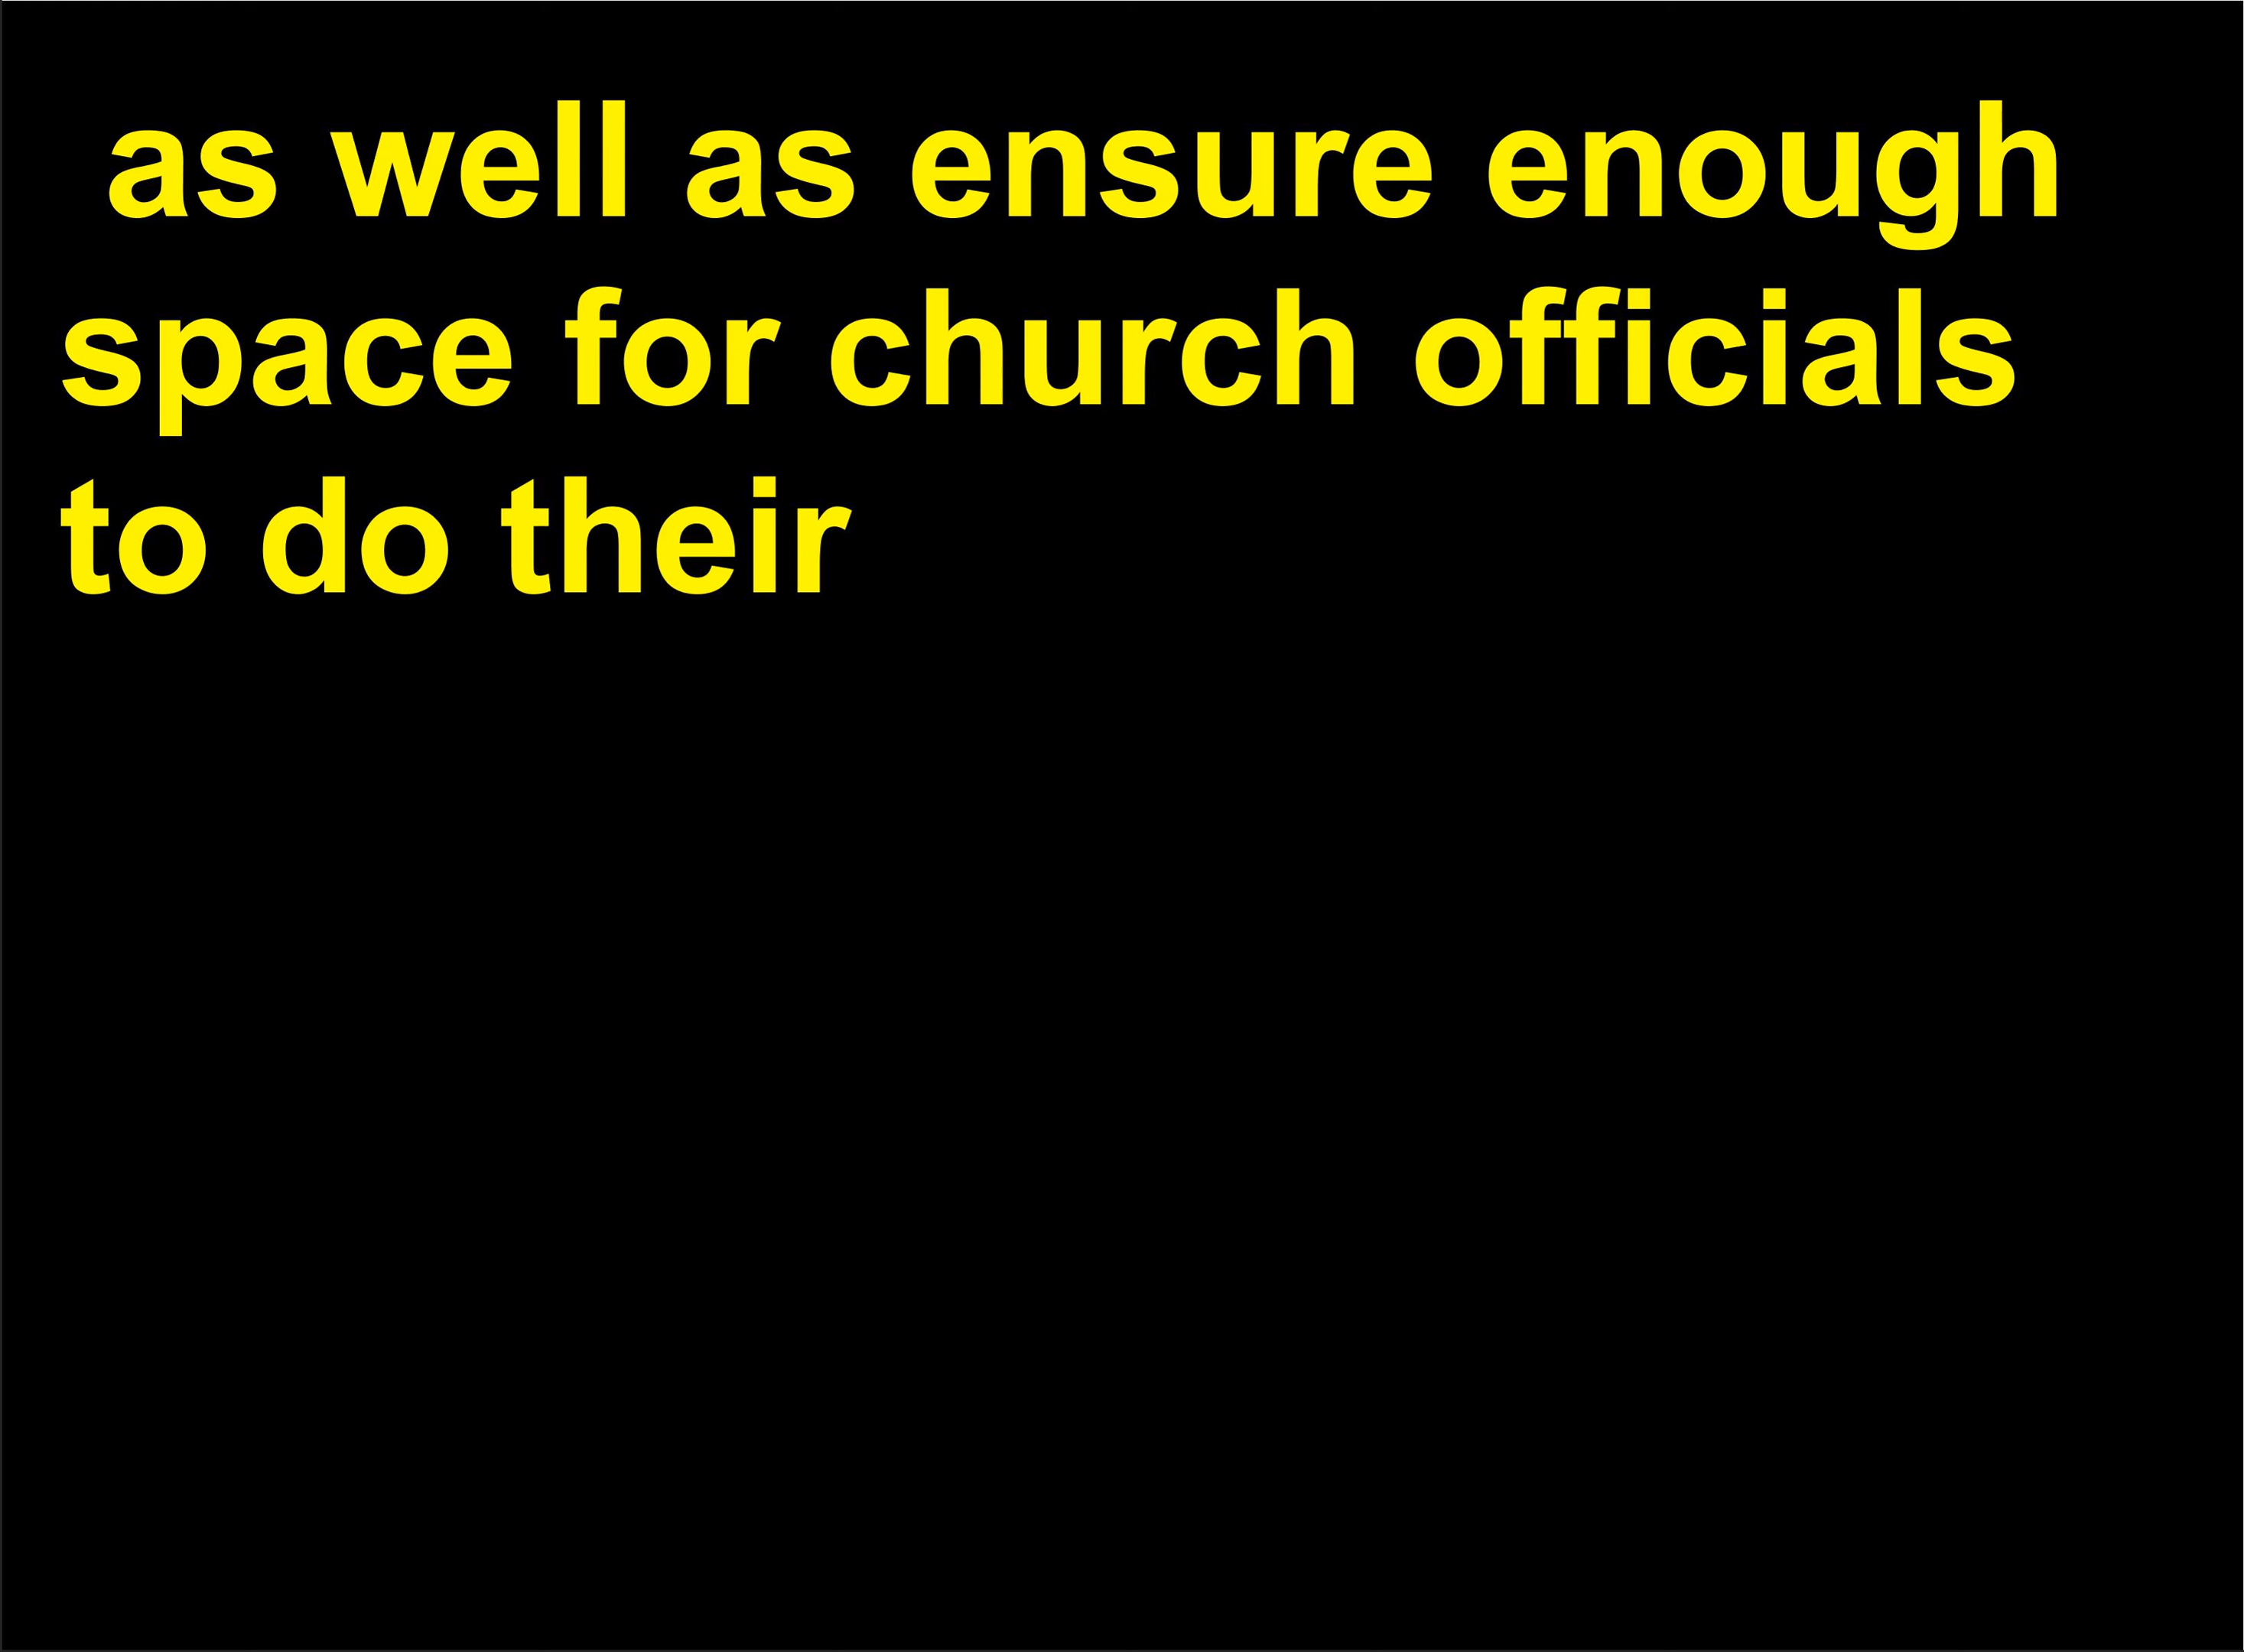 as well as ensure enough
space for church officials
to do their